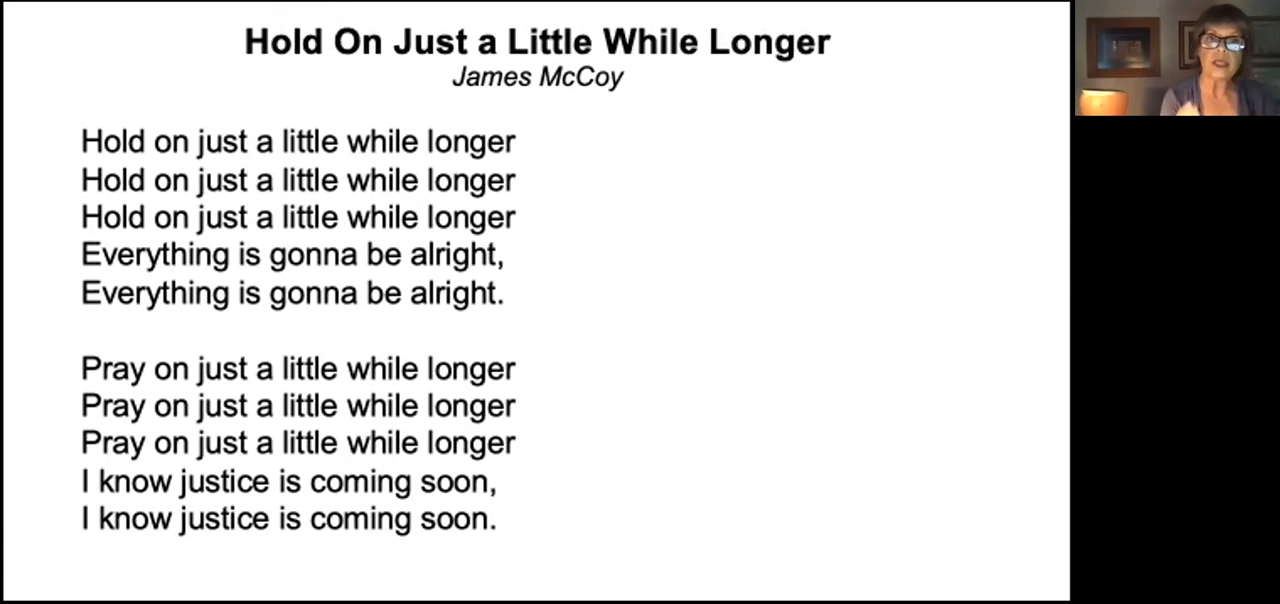 Hold On Just a Little While Longer
James McCoy
Hold on just a little while longer
Hold on just a little while longer
Hold on just a little while longer
Everything is gonna be alright,
Everything is gonna be alright.
Pray on just a little while longer
Pray on just a little while longer
Pray on just a little while longer
I know justice is coming soon,
I know justice is coming soon.